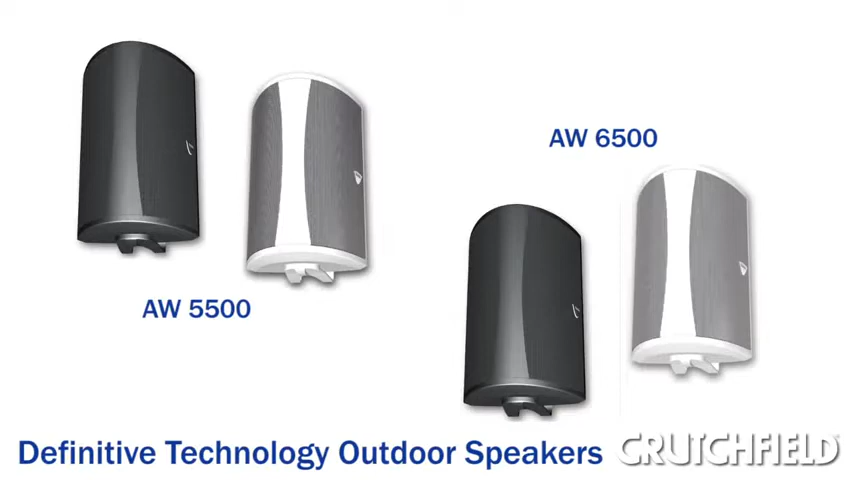 AW 6500
AW 5500
Definitive Technology Outdoor Speakers
CRUTCHFIELD